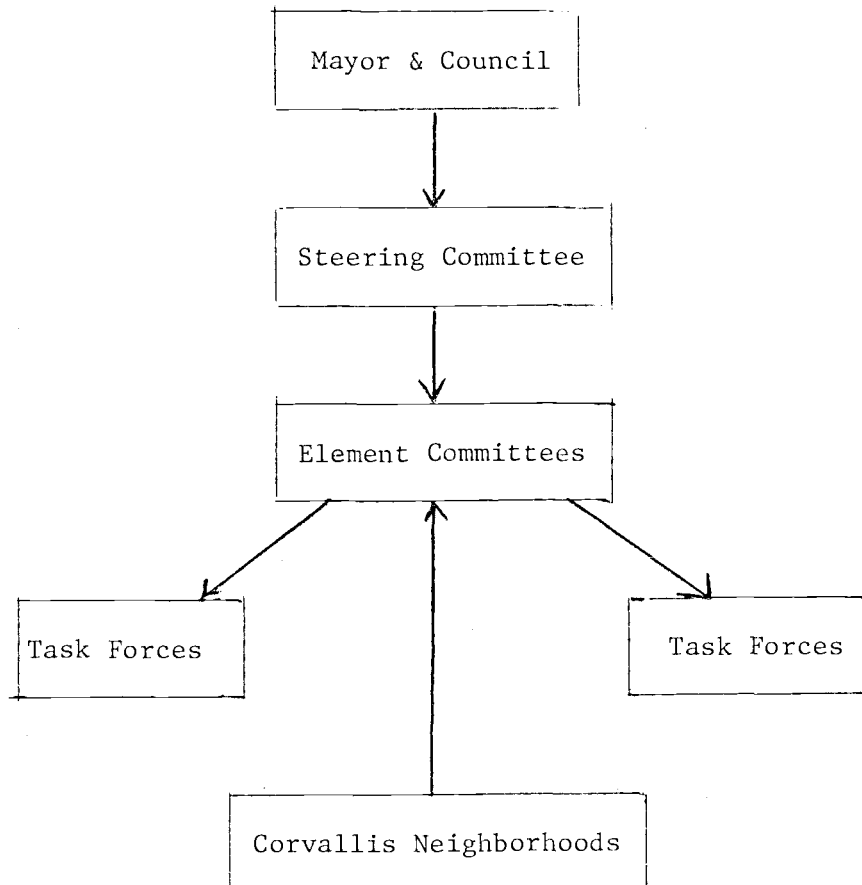 Mayor & Council
Steering Committee
Element Committees
Task Forces
Task Forces
Corvallis Neighborhoods